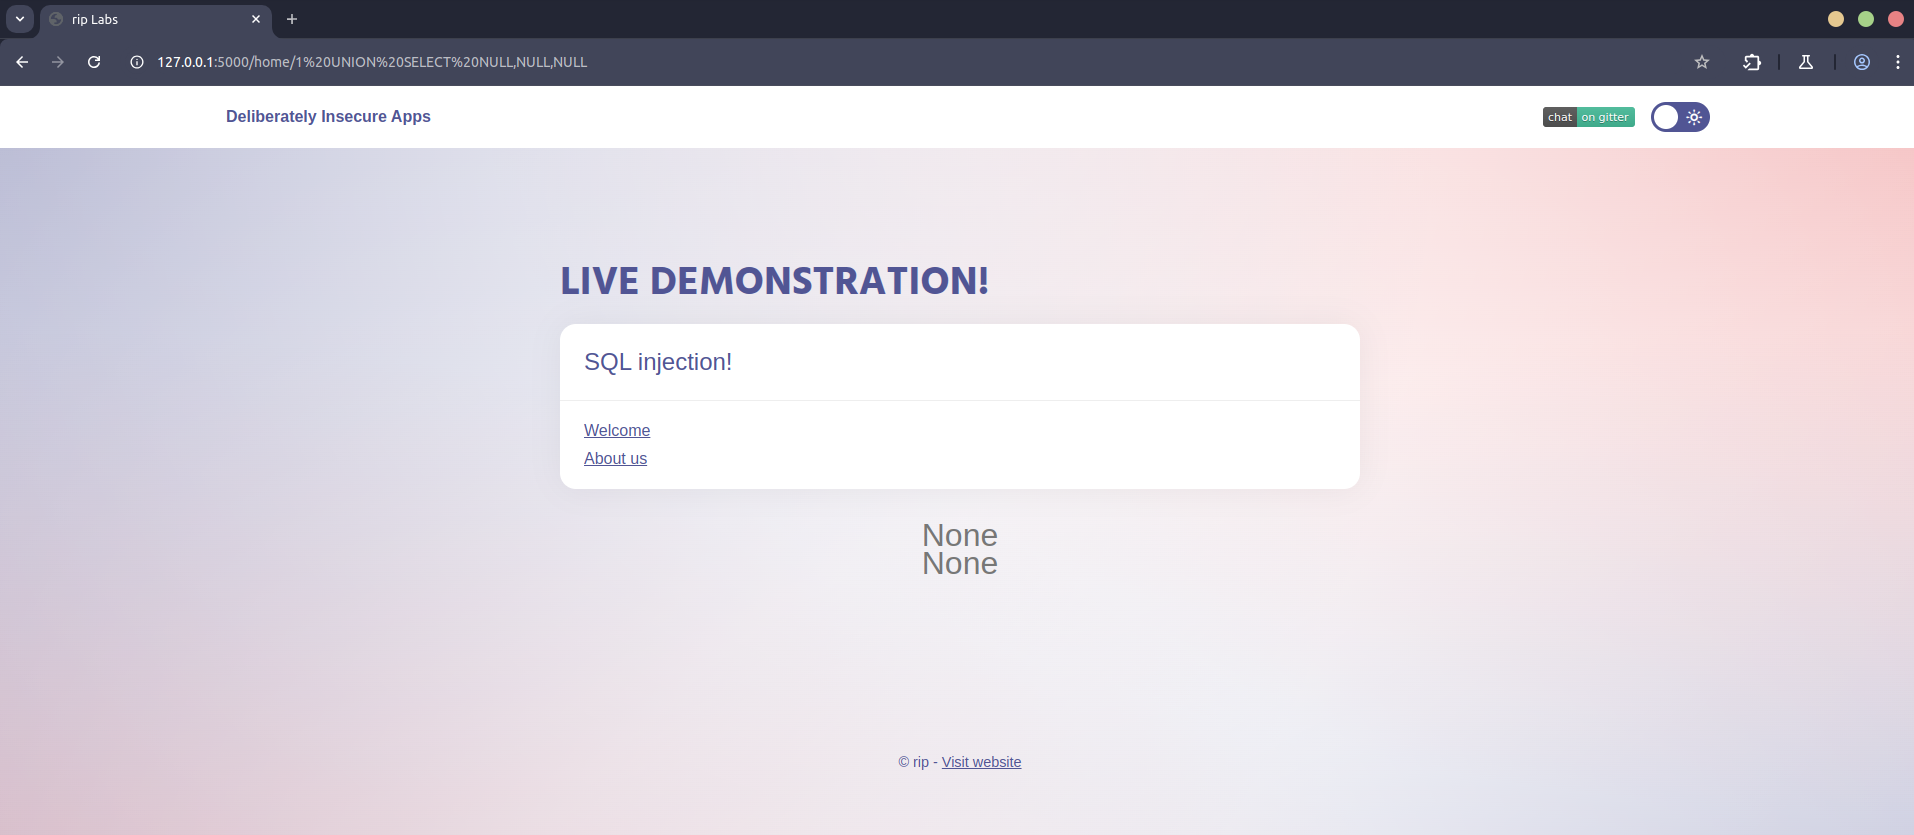 rip Labs
127.0.0.1:5000/home/1%20UNION%20SELECT%20NULL,NULL,NULL
Deliberately Insecure Apps
chat on gitter
LIVE DEMONSTRATION!
SQL injection!
Welcome
About us
None
None
© rip - Visit website